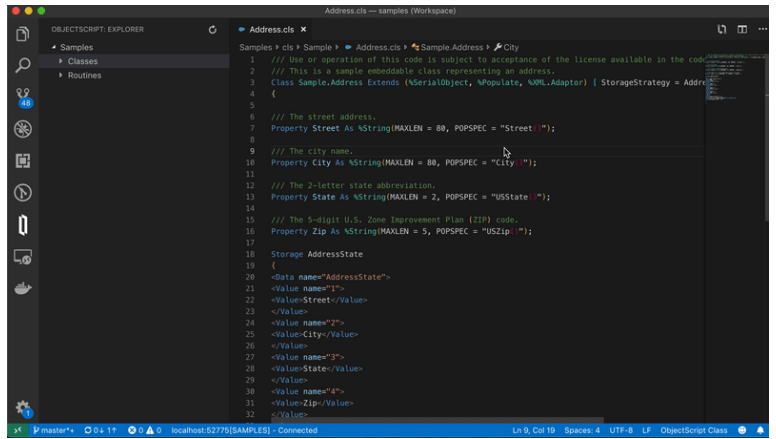 Address.cls — samples (Workspace)
OBJECTSCRIPT: EXPLORER
Samples
Classes
Routines
Address.cls ×
Samples cls Sample Address.cls Sample.Address City
1 /// Use or operation of this code is subject to acceptance of the license available in the cod
2 /// This is a sample embeddable class representing an address.
3 Class Sample.Address Extends (%SerialObject, %Populate, %XML.Adaptor) [ StorageStrategy = Addre
4 {
5
6 /// The street address.
7 Property Street As %String(MAXLEN = 80, POPSPEC = "Street()");
8
9 /// The city name.
10 Property City As %String(MAXLEN = 80, POPSPEC = "City()");
11
12 /// The 2-letter state abbreviation.
13 Property State As %String(MAXLEN = 2, POPSPEC = "USState()");
14
15 /// The 5-digit U.S. Zone Improvement Plan (ZIP) code.
16 Property Zip As %String(MAXLEN = 5, POPSPEC = "USZip()");
17
18 Storage AddressState
19 {
20 <Data name="AddressState">
21 <Value name="1">
22 <Value>Street</Value>
23 </Value>
24 <Value name="2">
25 <Value>City</Value>
26 </Value>
27 <Value name="3">
28 <Value>State</Value>
29 </Value>
30 <Value name="4">
31 <Value>Zip</Value>
32 </Value>
48
1
master*+ 0↓ 1↑ 0 0 localhost:52775[SAMPLES] - Connected Ln 9, Col 19 Spaces: 4 UTF-8 LF ObjectScript Class